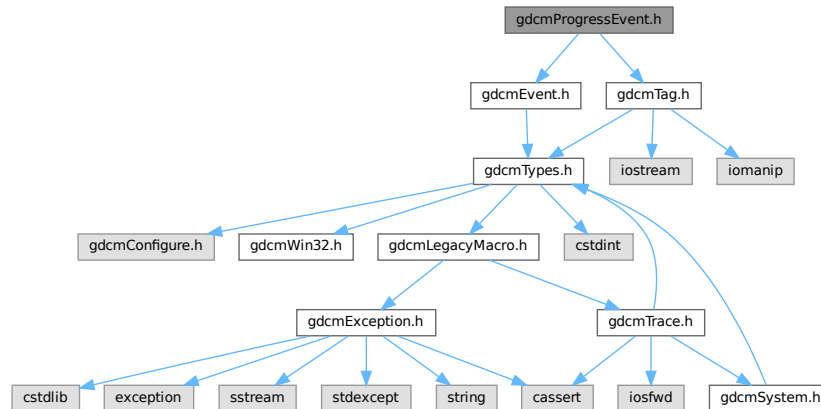 gdcmProgressEvent.h
gdcmEvent.h
gdcmTag.h
gdcmTypes.h
iostream
iomanip
gdcmConfigure.h
gdcmWin32.h
gdcmLegacyMacro.h
cstdint
gdcmException.h
gdcmTrace.h
cstdlib
exception
sstream
stdexcept
string
cassert
iosfwd
gdcmSystem.h